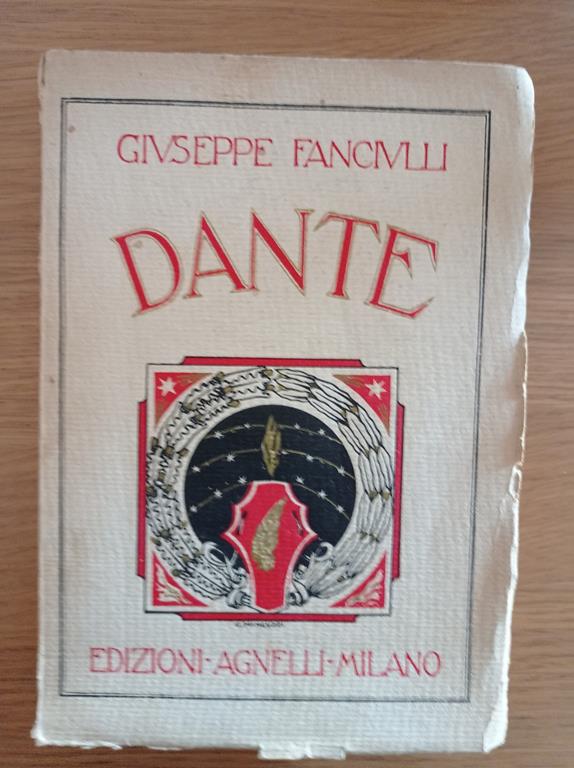 GIVSEPPE FANCIVLLI
DANTE
EDIZIONI-AGNELLI-MILANO